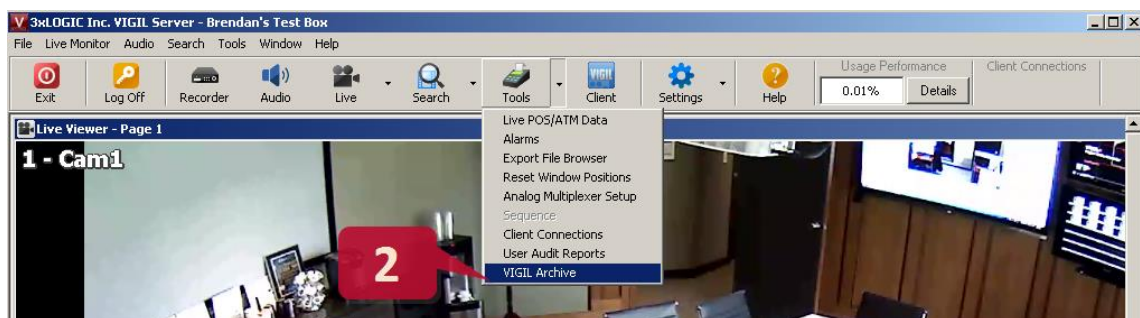 3xLOGIC Inc. VIGIL Server - Brendan's Test Box
File Live Monitor Audio Search Tools Window Help
Exit Log Off Recorder Audio Live Search Tools VIGIL Client Settings Help
Usage Performance Client Connections
0.01% Details
Live Viewer - Page 1
1 - Cam1
Live POS/ATM Data
Alarms
Export File Browser
Reset Window Positions
Analog Multiplexer Setup
Sequence
Client Connections
User Audit Reports
VIGIL Archive
2